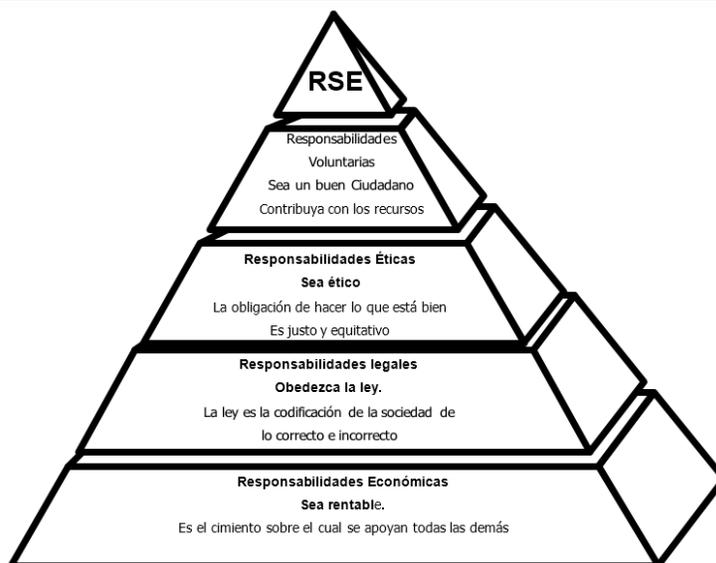 RSE
Responsabilidades
Voluntarias
Sea un buen Ciudadano
Contribuya con los recursos
Responsabilidades Éticas
Sea ético
La obligación de hacer lo que está bien
Es justo y equitativo
Responsabilidades legales
Obedezca la ley.
La ley es la codificación de la sociedad de
lo correcto e incorrecto
Responsabilidades Económicas
Sea rentable.
Es el cimiento sobre el cual se apoyan todas las demás